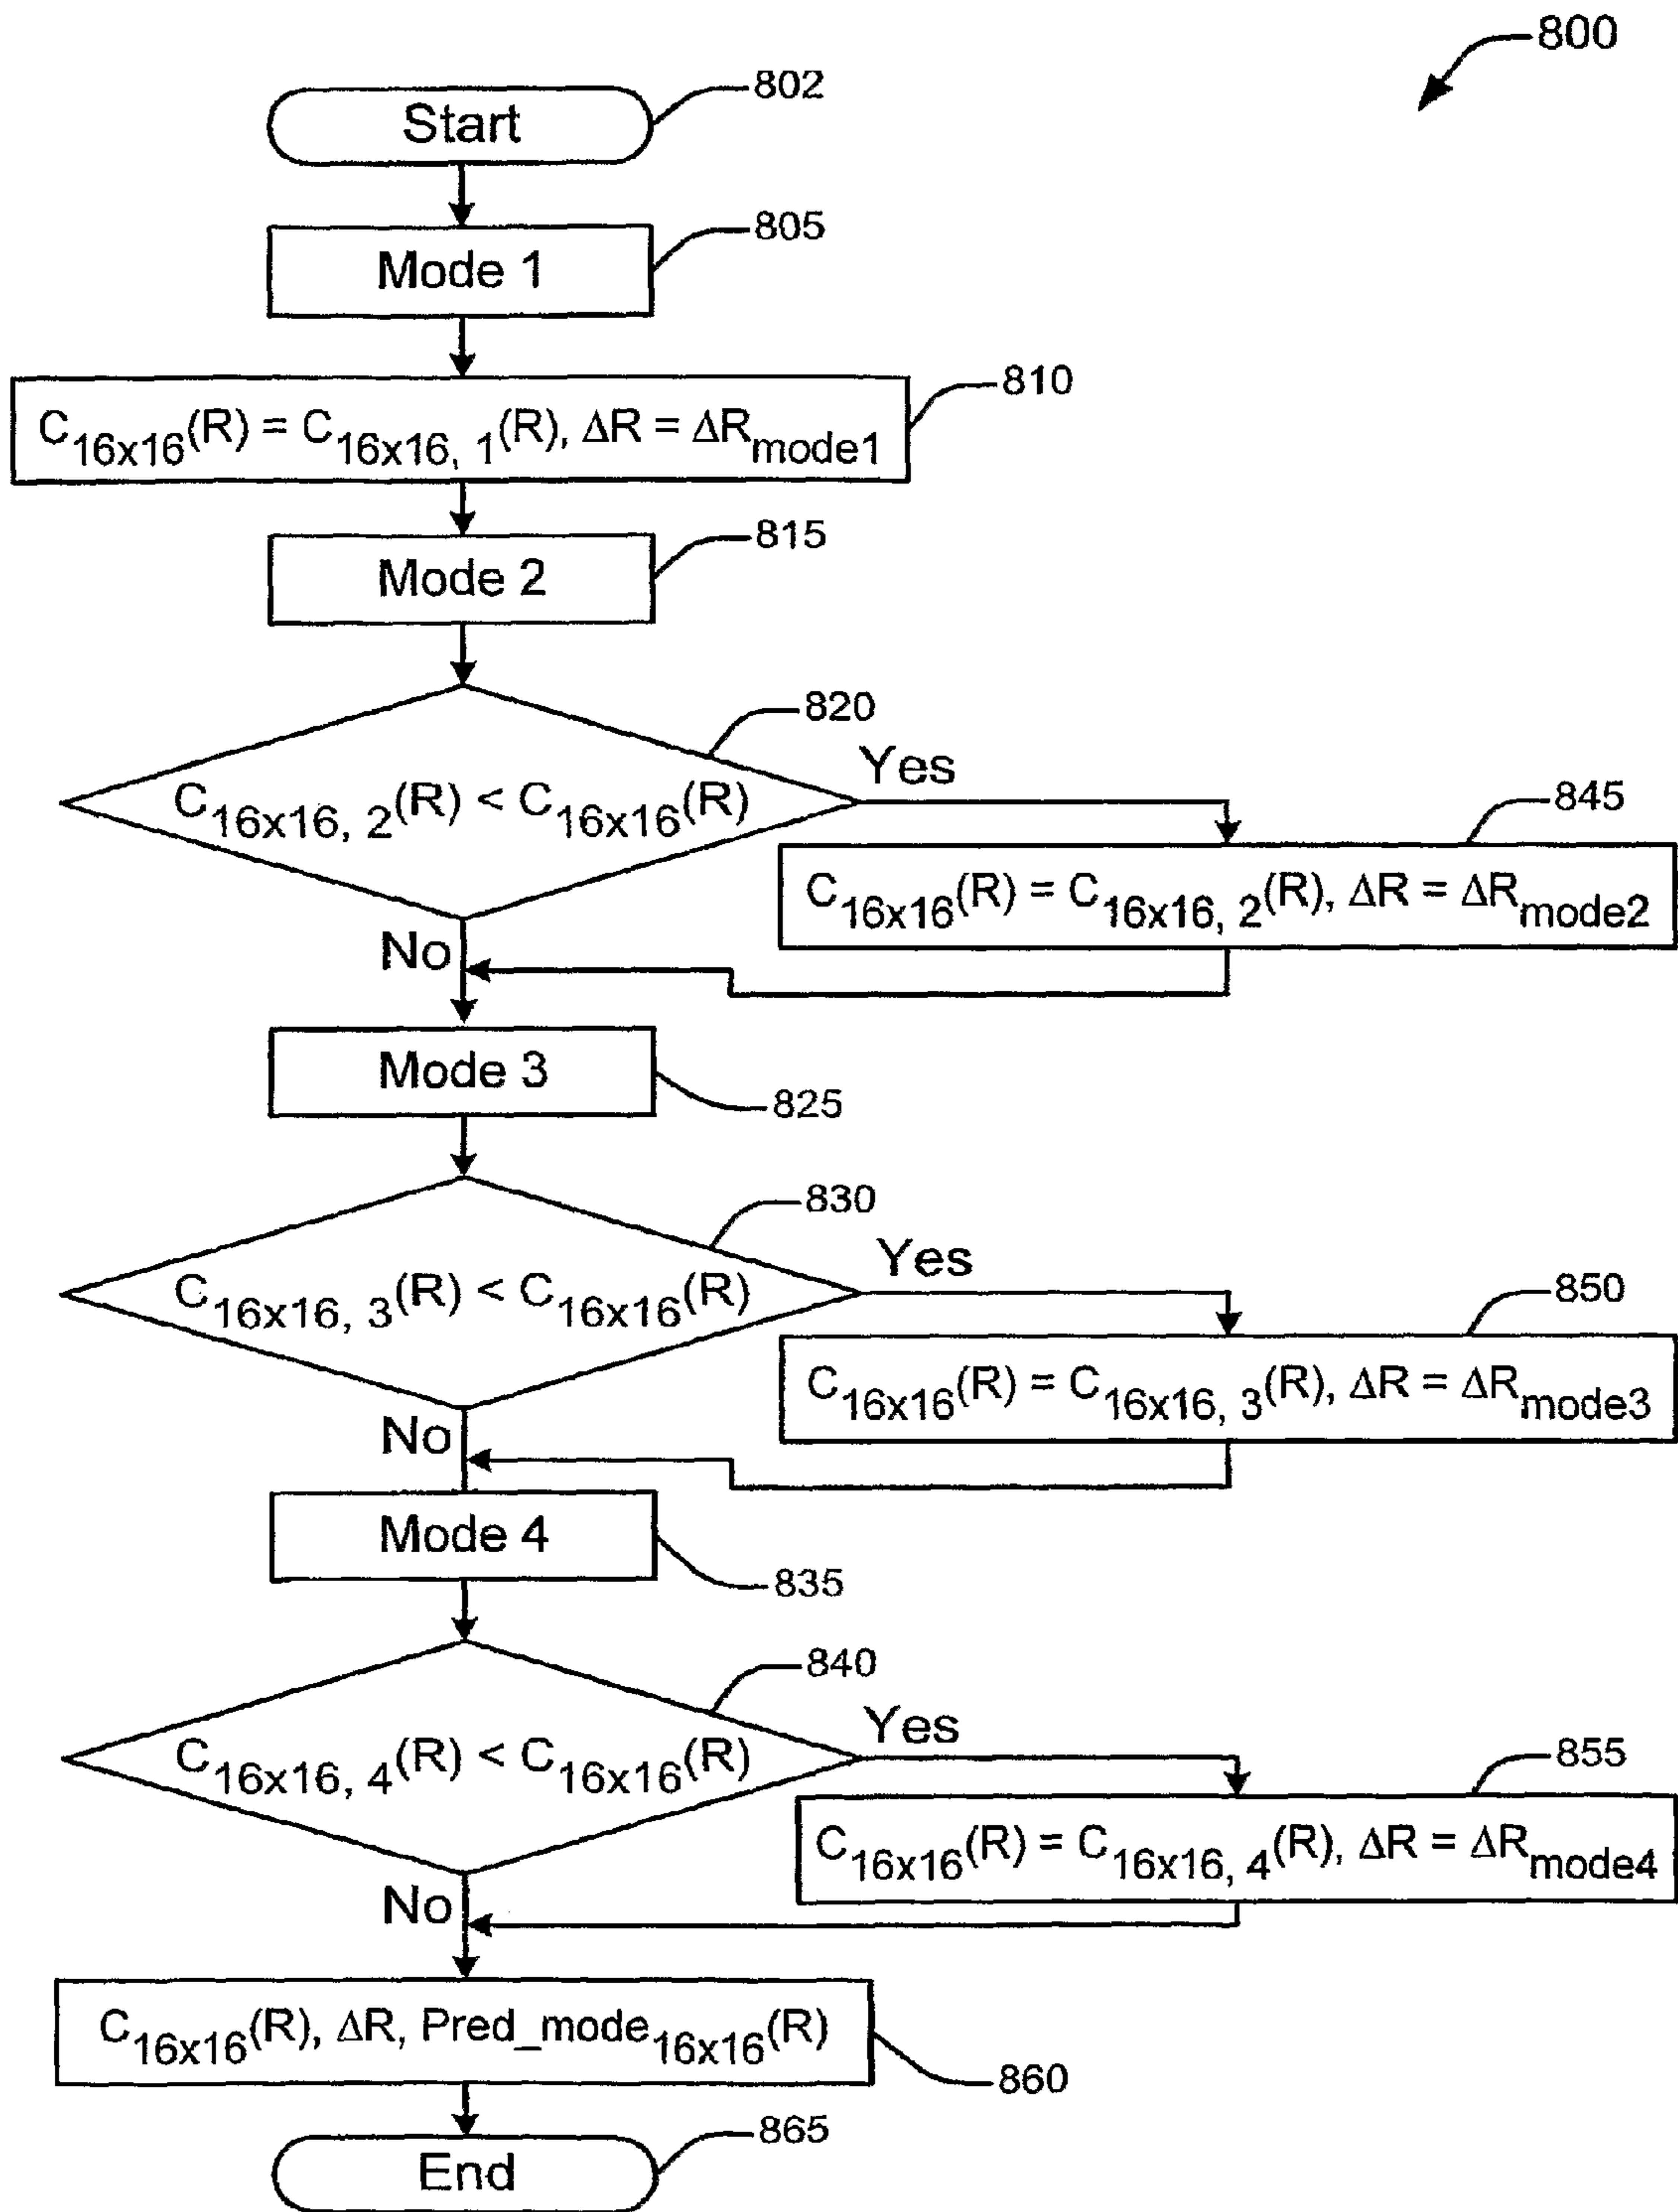 800
802
Start
805
Mode 1
810
C16x16(R) = C16x16, 1(R), ΔR = ΔRmode1
815
Mode 2
820
C16x16, 2(R) < C16x16(R)
Yes
845
C16x16(R) = C16x16, 2(R), ΔR = ΔRmode2
No
Mode 3
825
830
C16x16, 3(R) < C16x16(R)
Yes
850
C16x16(R) = C16x16, 3(R), ΔR = ΔRmode3
No
Mode 4
835
840
C16x16, 4(R) < C16x16(R)
Yes
855
C16x16(R) = C16x16, 4(R), ΔR = ΔRmode4
No
C16x16(R), ΔR, Pred_mode16x16(R)
860
865
End